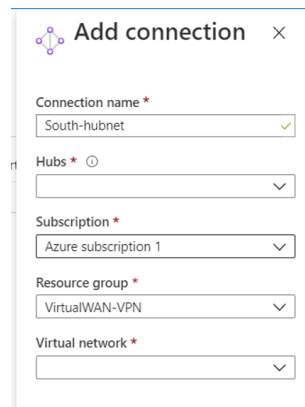 Add connection
Connection name *
South-hubnet
Hubs *
Subscription *
Azure subscription 1
Resource group *
VirtualWAN-VPN
Virtual network *